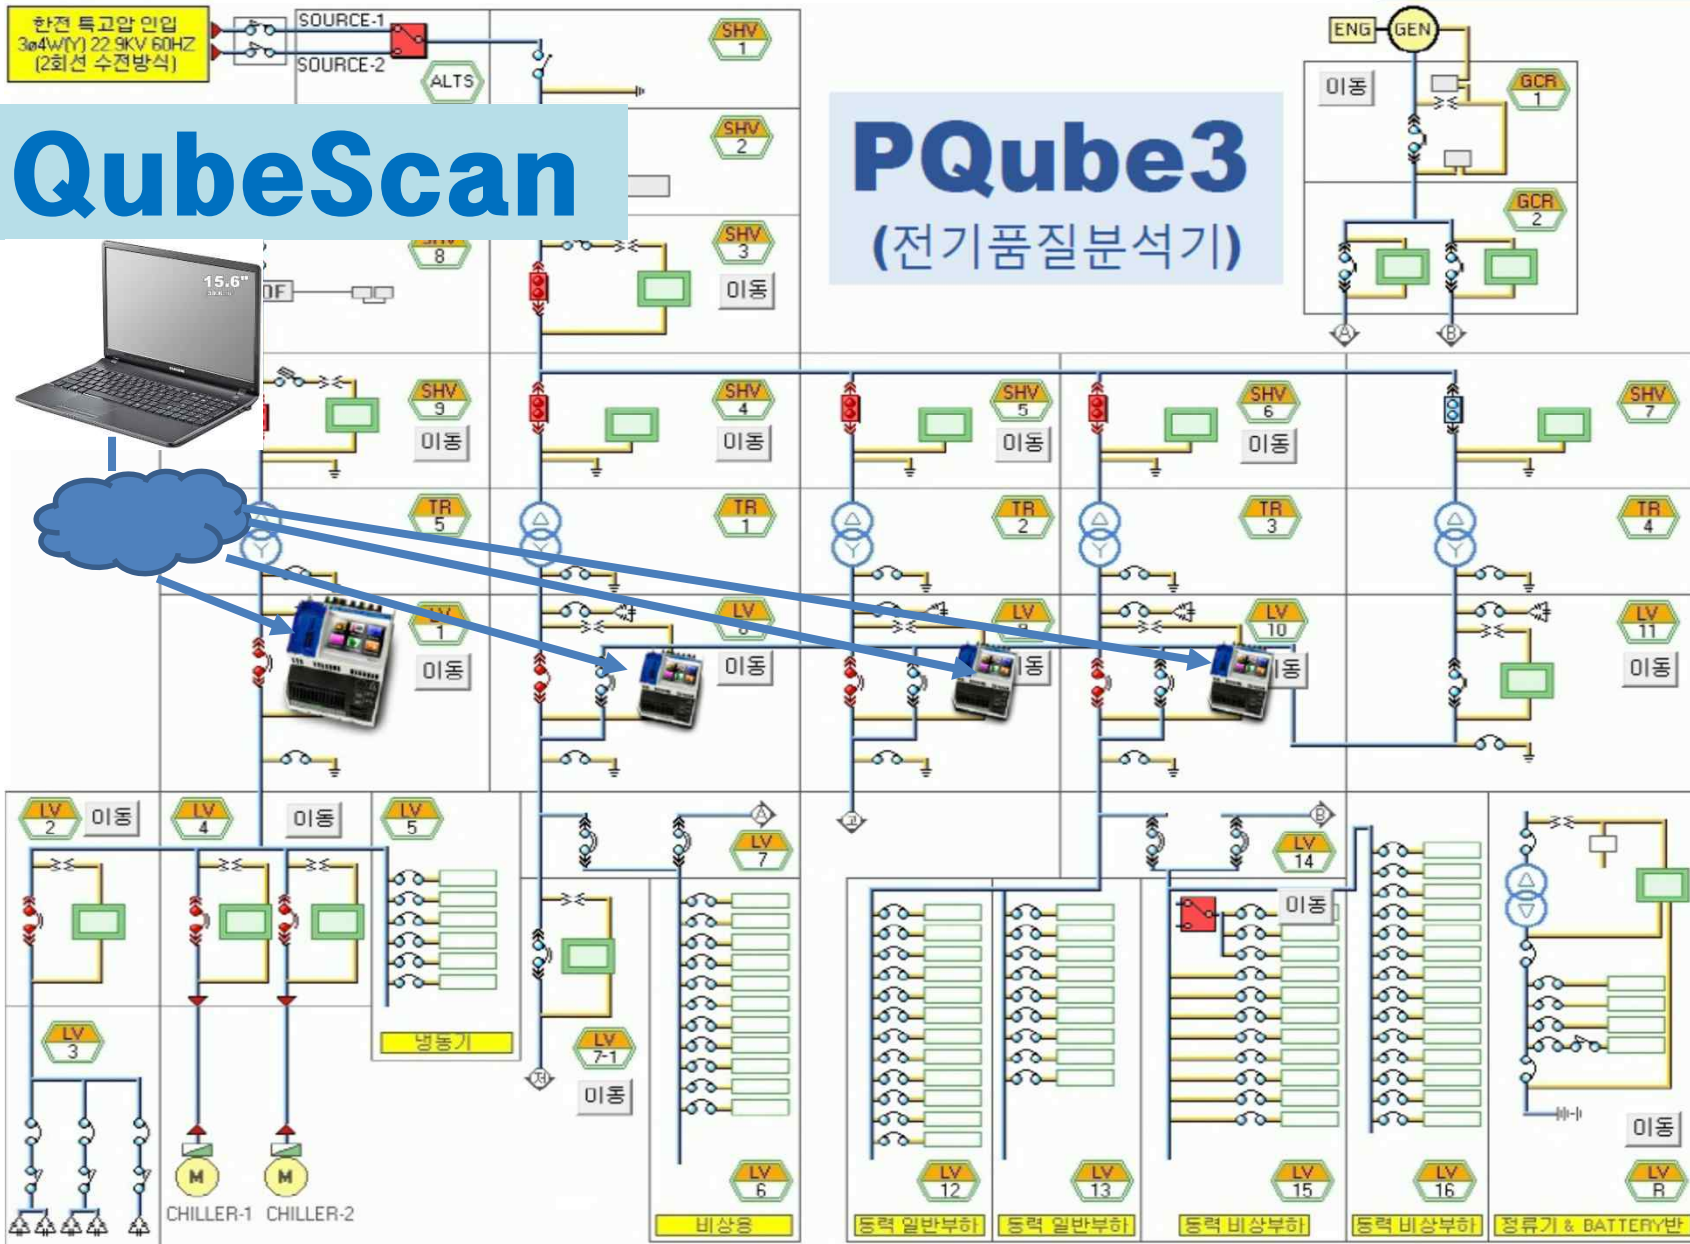 한전 특고압 인입
3ø4W(Y) 22.9KV 60HZ
(2회선 수전방식)
SOURCE-1
SOURCE-2
ALTS
SHV
1
ENG
GEN
이동
GCR
1
QubeScan
SHV
2
PQube3
(전기품질분석기)
GCR
2
8
SHV
3
이동
15.6"
A
B
SHV
9
이동
SHV
4
이동
SHV
5
이동
SHV
6
이동
SHV
7
TR
5
TR
1
TR
2
TR
3
TR
4
LV
1
이동
LV
이동
LV
LV
10
LV
11
이동
LV
2
이동
LV
4
이동
LV
5
A
LV
7
고
B
LV
14
이동
냉동기
LV
3
LV
7-1
이동
저
M
M
CHILLER-1
CHILLER-2
LV
6
비상용
LV
12
동력 일반부하
LV
13
동력 일반부하
LV
15
동력 비상부하
LV
16
동력 비상부하
이동
LV
R
정류기 & BATTERY반